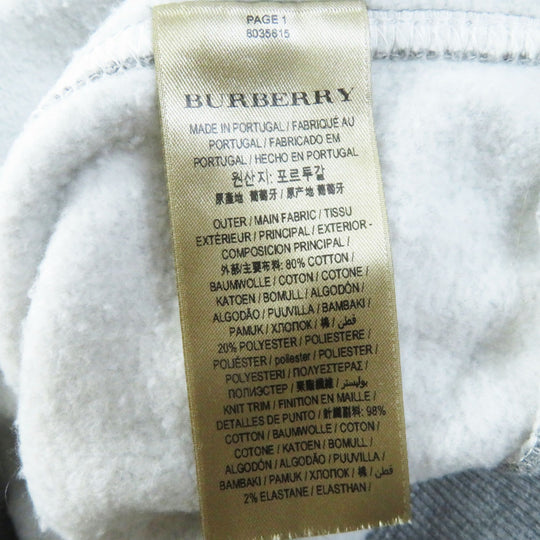 PAGE 1
8035615
BURBERRY
MADE IN PORTUGAL / FABRIQUÉ AU
PORTUGAL / FABRICADO EM
PORTUGAL / HECHO EN PORTUGAL
원산지: 포르투갈
原產地 葡萄牙 / 原产地 葡萄牙
OUTER / MAIN FABRIC / TISSU
EXTÉRIEUR / PRINCIPAL / EXTERIOR -
COMPOSICIÓN PRINCIPAL /
外部/主要布料: 80% COTTON /
BAUMWOLLE / COTON / COTONE /
KATOEN / BOMULL / ALGODÓN /
ALGODÃO / PUUVILLA / BAMBAKI /
PAMUK / ХЛОПОК / 棉 / قطن /
20% POLYESTER / POLYESTER /
POLIÉSTER / poliester / POLIESTERE /
POLYESTERI / ΠΟΛΥΕΣΤΕΡΑΣ /
ПОЛИЭСТЕР / 聚酯纖維 / بوليستر /
KNIT TRIM / FINITION EN MAILLE /
DETALLES DE PUNTO / 針織副料: 98%
COTTON / BAUMWOLLE / COTON /
COTONE / KATOEN / BOMULL /
ALGODÓN / ALGODÃO / PUUVILLA /
BAMBAKI / PAMUK / ХЛОПОК / 棉 / قطن /
2% ELASTANE / ELASTHAN /